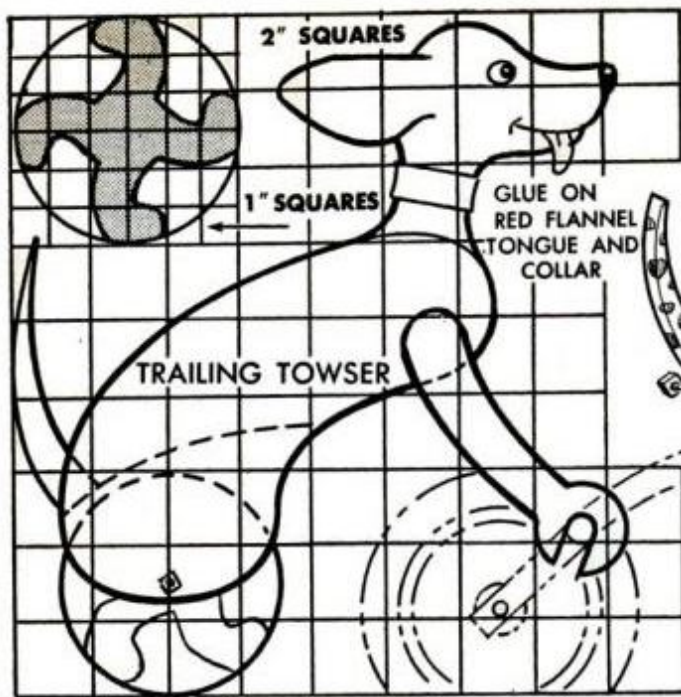 2" SQUARES
1" SQUARES
GLUE ON
RED FLANNEL
TONGUE AND
COLLAR
TRAILING TOWSER